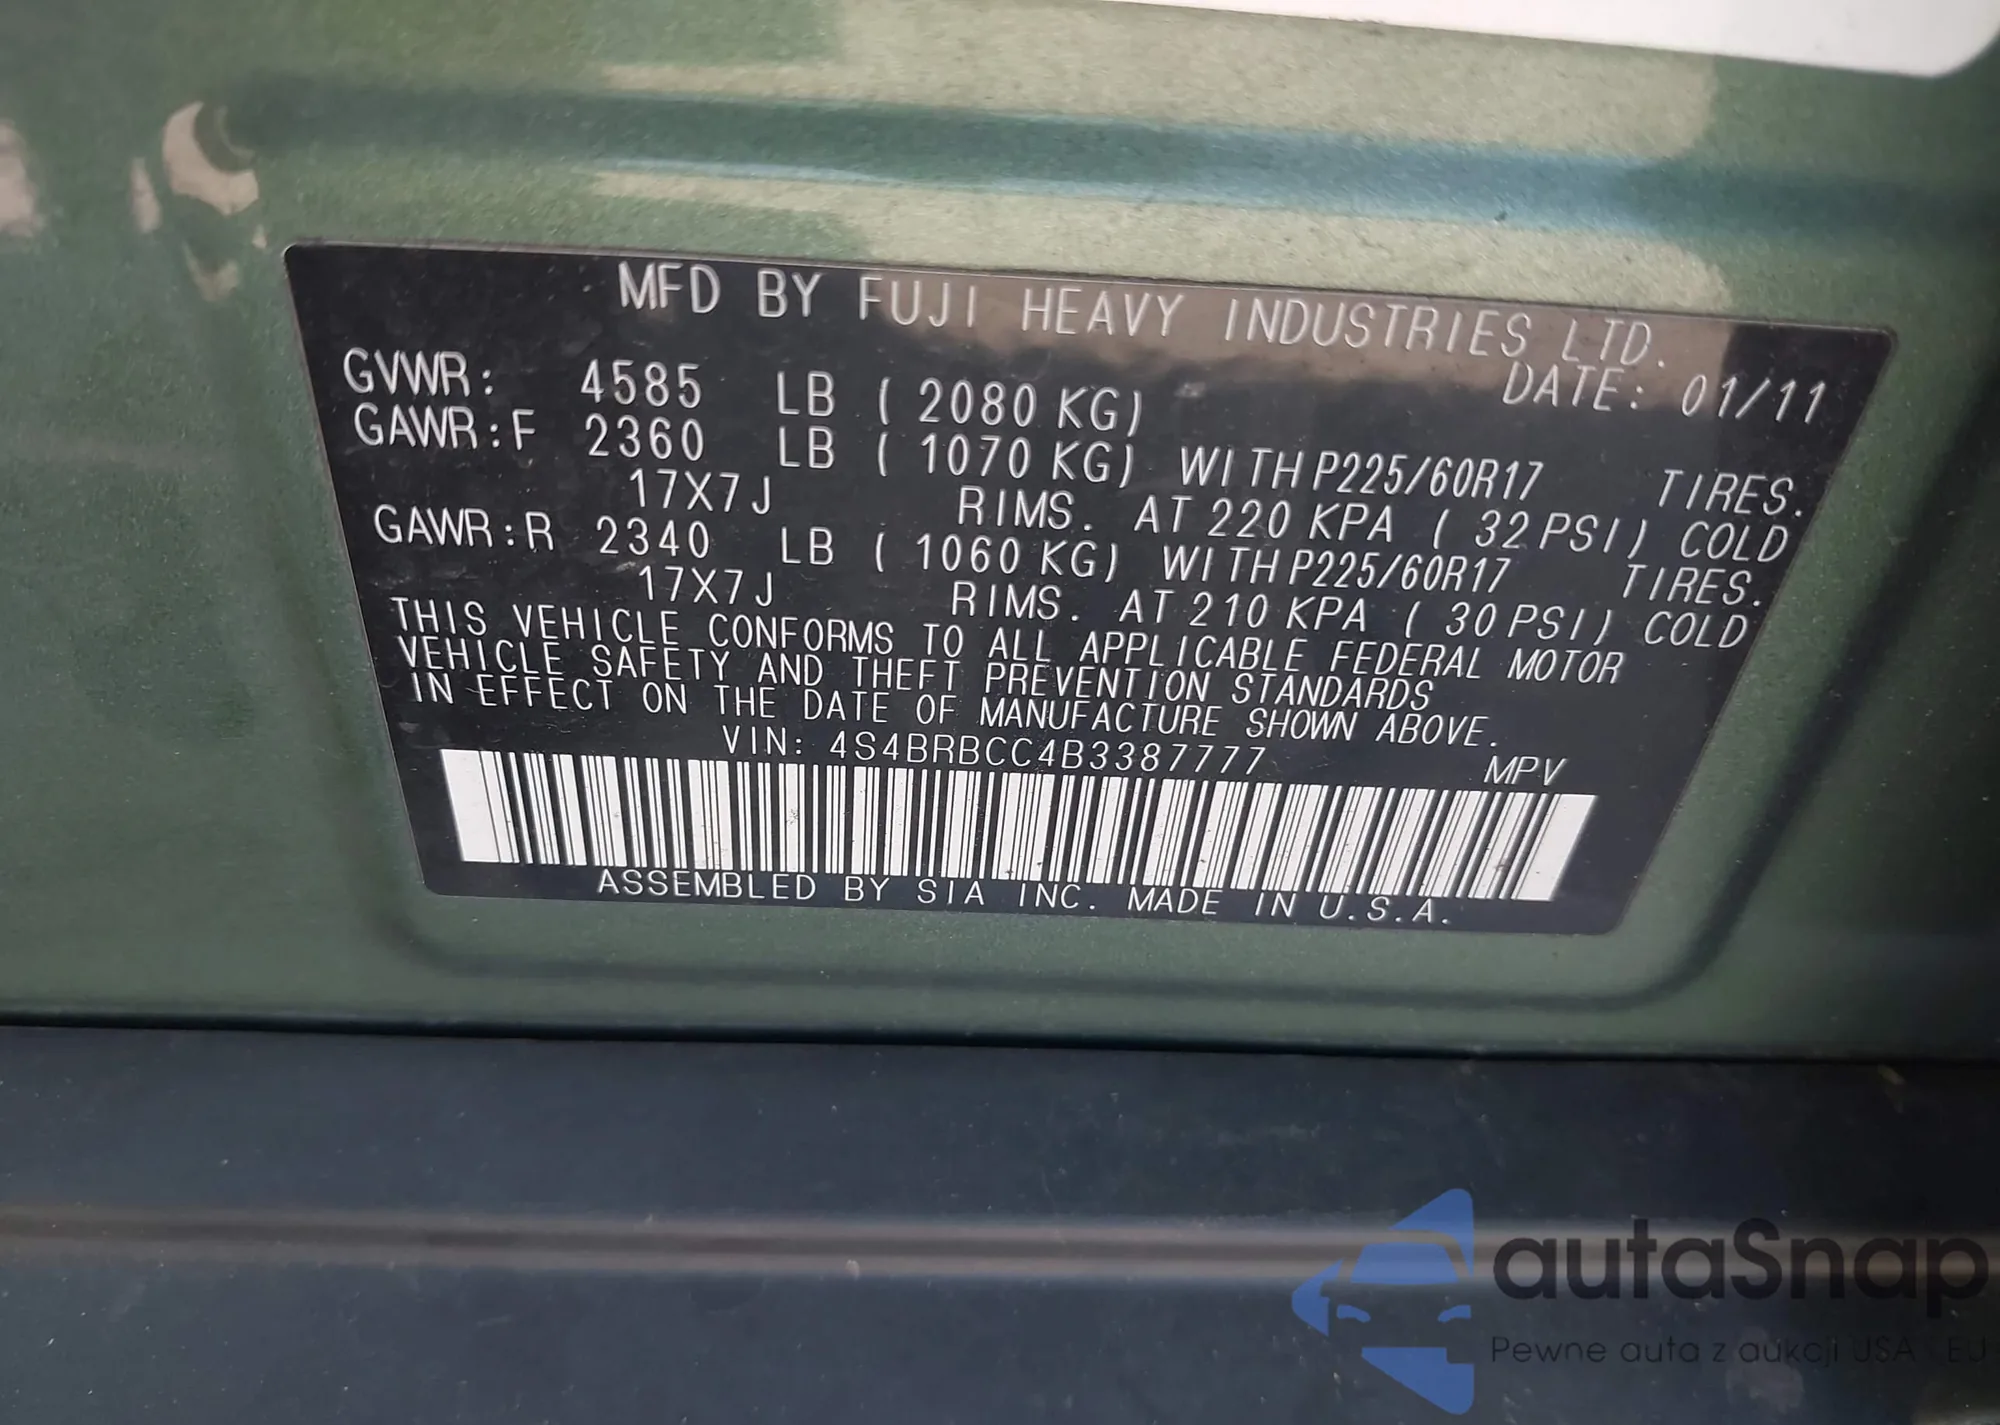 MFD BY FUJI HEAVY INDUSTRIES LTD.
DATE: 01/11
GVWR: 4585 LB ( 2080 KG)
GAWR:F 2360 LB ( 1070 KG) WITH P225/60R17 TIRES.
17X7J RIMS. AT 220 KPA ( 32 PSI) COLD
GAWR:R 2340 LB ( 1060 KG) WITH P225/60R17 TIRES.
17X7J RIMS. AT 210 KPA ( 30 PSI) COLD
THIS VEHICLE CONFORMS TO ALL APPLICABLE FEDERAL MOTOR
VEHICLE SAFETY AND THEFT PREVENTION STANDARDS
IN EFFECT ON THE DATE OF MANUFACTURE SHOWN ABOVE.
VIN: 4S4BRBCC4B3387777 MPV
ASSEMBLED BY SIA INC. MADE IN U.S.A.
autaSnap
Pewne auta z aukcji USA i EU